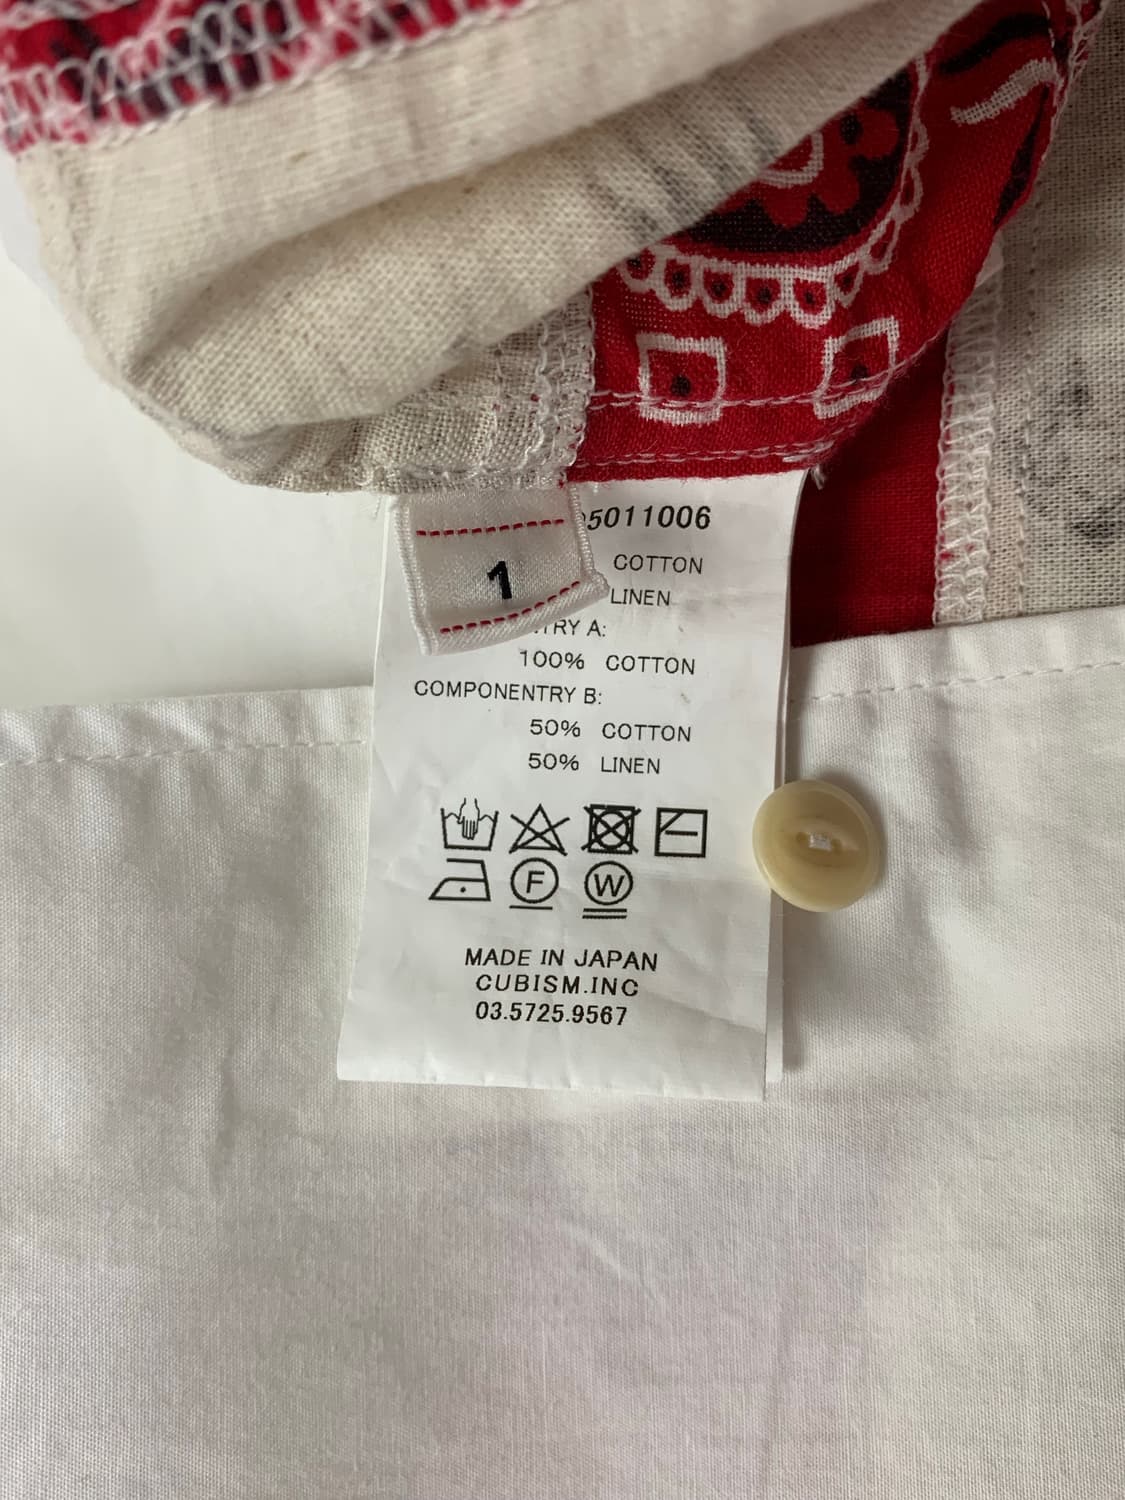 5011006
1
COTTON
LINEN
TRY A:
100% COTTON
COMPONENTRY B:
50% COTTON
50% LINEN
F
W
MADE IN JAPAN
CUBISM.INC
03.5725.9567